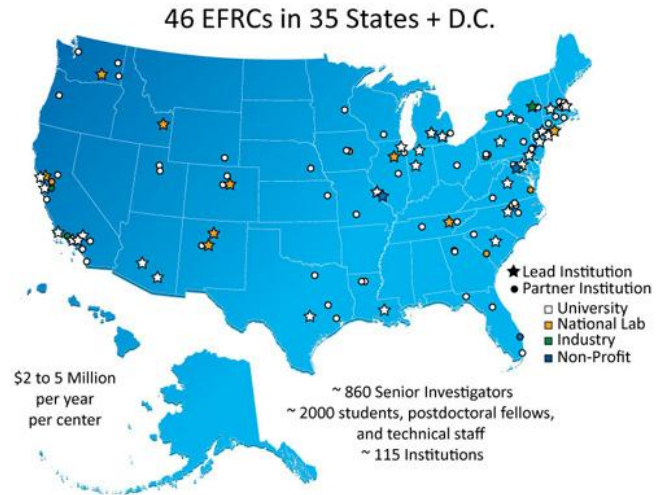 46 EFRCs in 35 States + D.C.
Lead Institution
Partner Institution
University
National Lab
Industry
Non-Profit
$2 to 5 Million
per year
per center
~ 860 Senior Investigators
~ 2000 students, postdoctoral fellows,
and technical staff
~ 115 Institutions